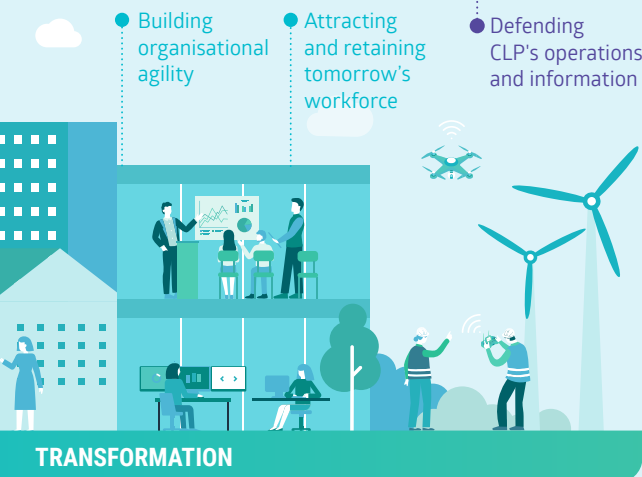 Building
organisational
agility
Attracting
and retaining
tomorrow's
workforce
Defending
CLP's operations
and information
TRANSFORMATION